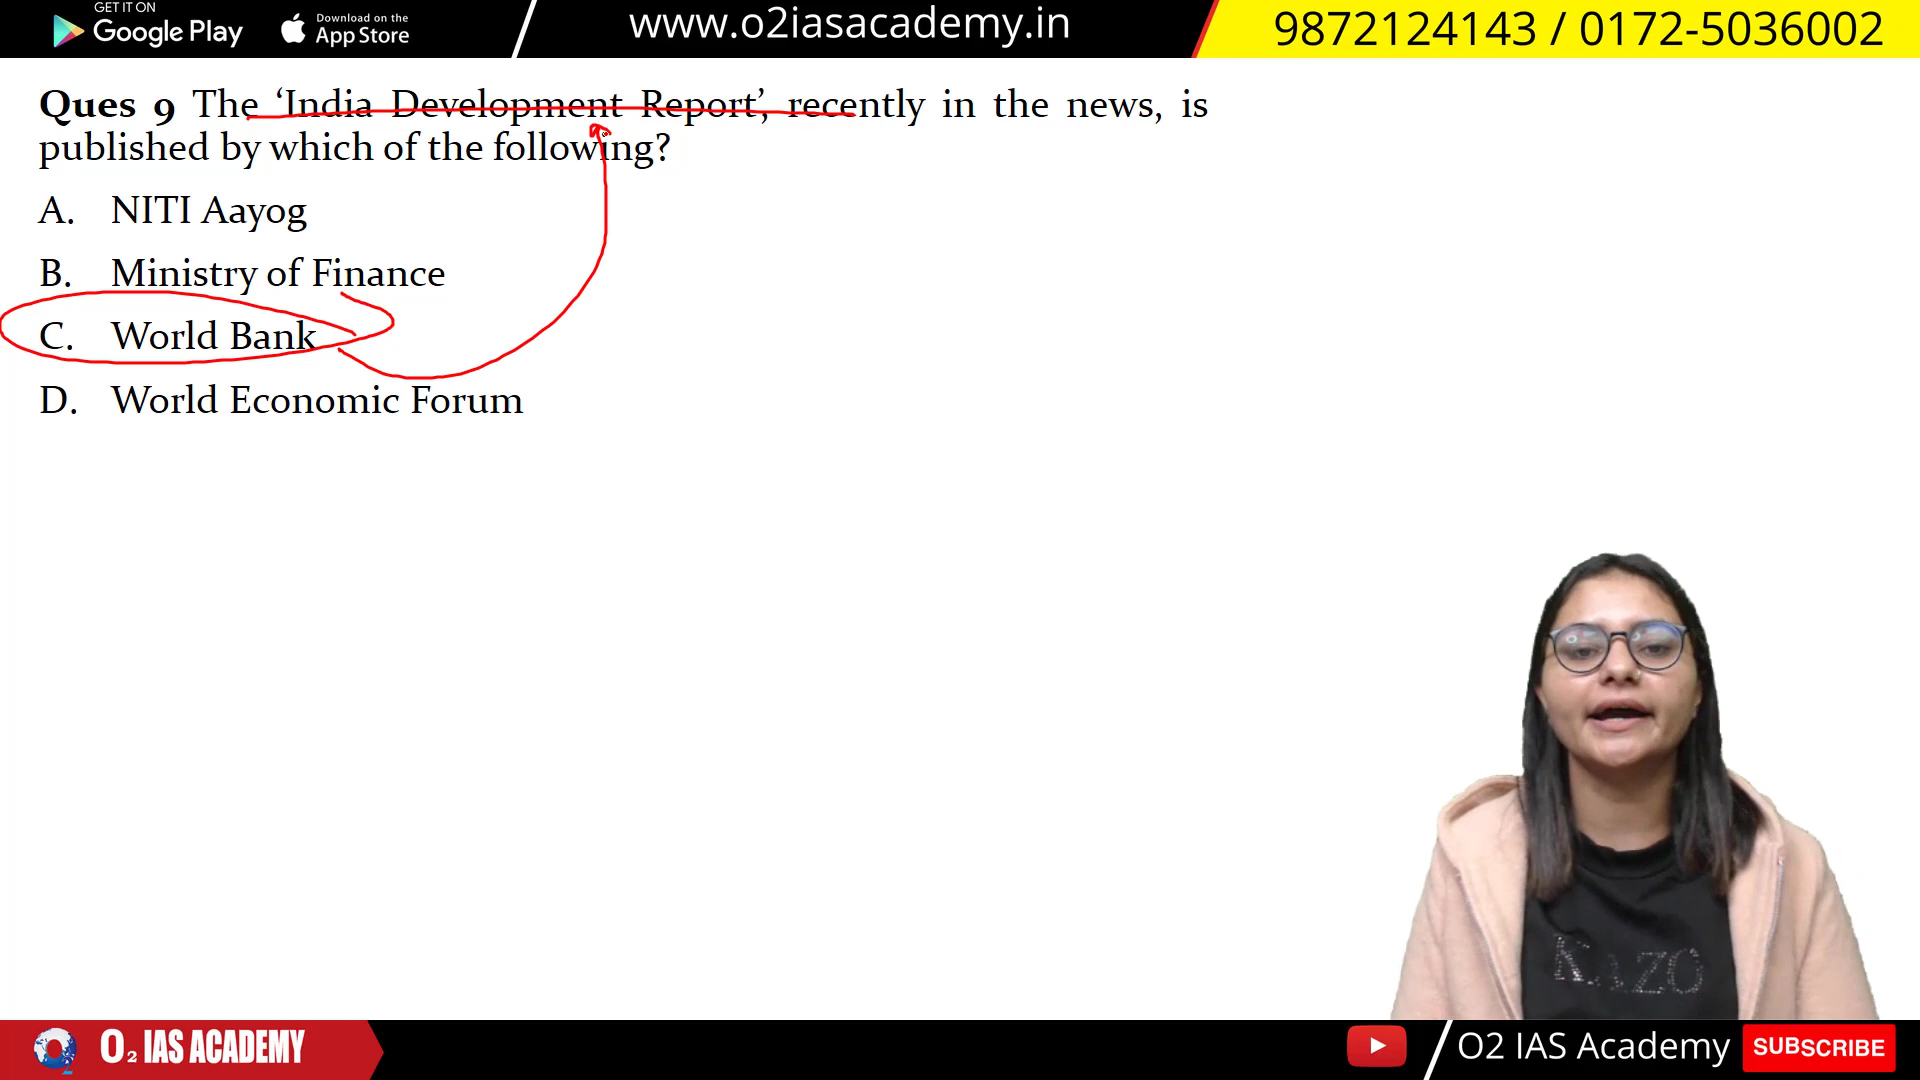 GET IT ON
Google Play
Download on the
App Store
www.o2iasacademy.in
9872124143 / 0172-5036002
Ques 9 The ‘India Development Report’, recently in the news, is
published by which of the following?
A. NITI Aayog
B. Ministry of Finance
C. World Bank
D. World Economic Forum
KAZO
O2 IAS ACADEMY
O2 IAS Academy
SUBSCRIBE